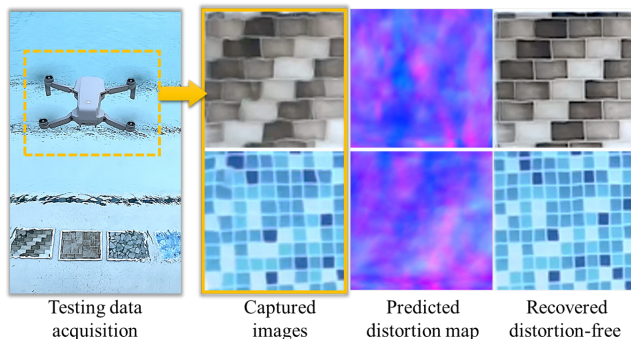 Testing data
acquisition
Captured
images
Predicted
distortion map
Recovered
distortion-free